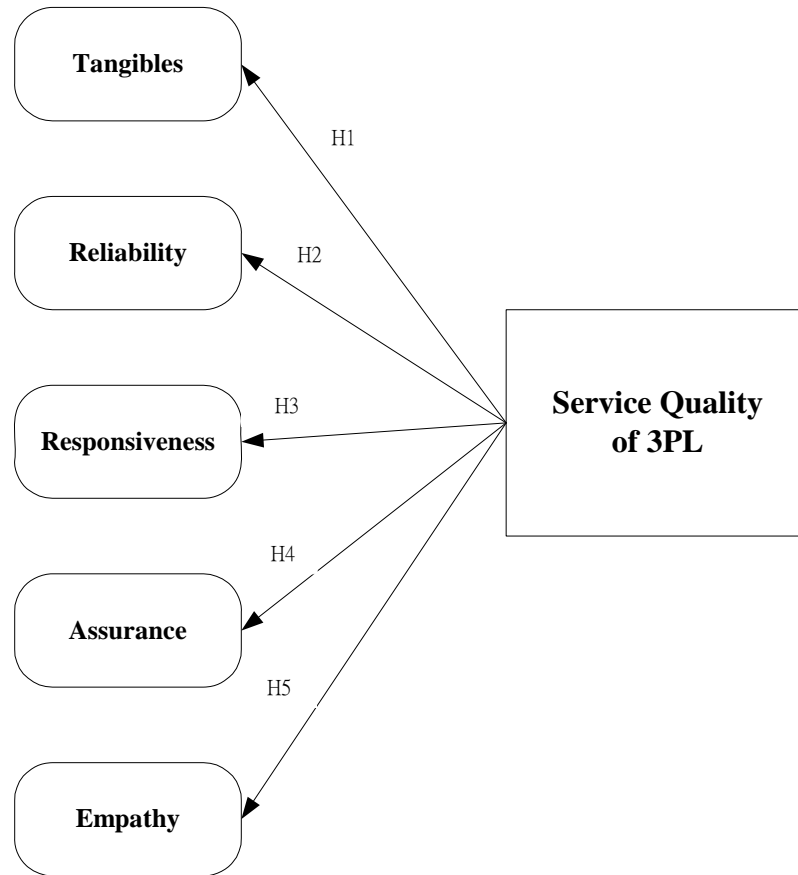 Tangibles
H1
Reliability
H2
Responsiveness
H3
Service Quality
of 3PL
Assurance
H4
Empathy
H5